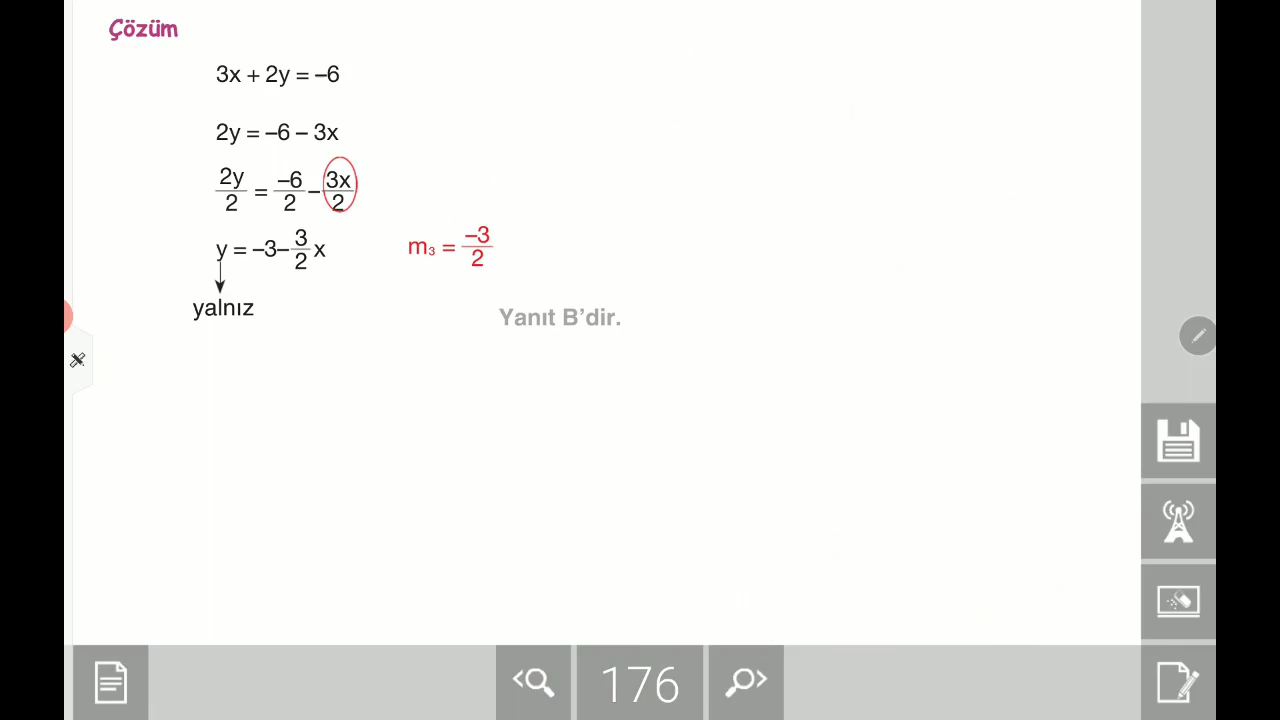 Çözüm
3x + 2y = –6
2y = –6 – 3x
2y/2 = –6/2 – 3x/2
y = –3– 3/2 x
m₃ = –3/2
yalnız
Yanıt B’dir.
176